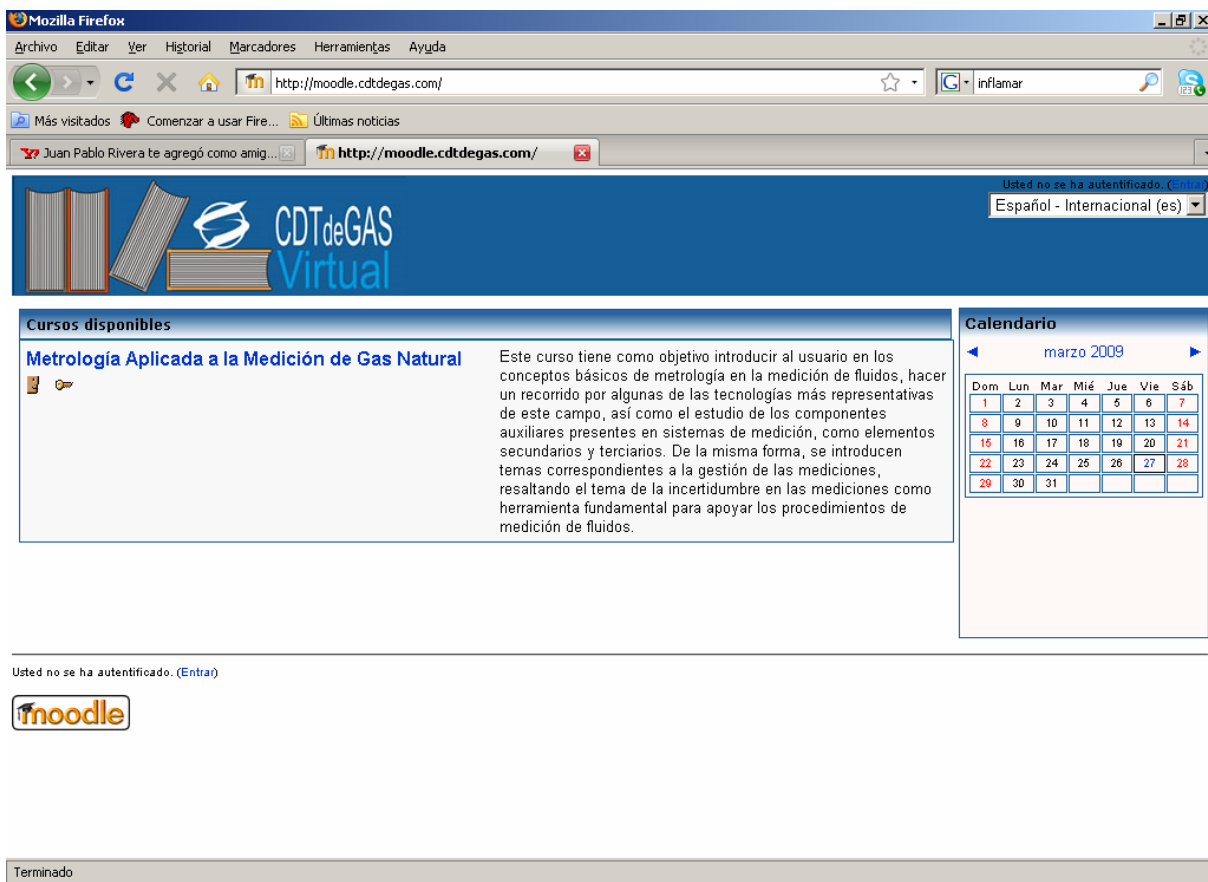 Mozilla Firefox
Archivo Editar Ver Historial Marcadores Herramientas Ayuda
http://moodle.cdtdegas.com/ G inflamar
Más visitados Comenzar a usar Fire... Últimas noticias
Juan Pablo Rivera te agregó como amig... http://moodle.cdtdegas.com/
Usted no se ha autentificado. (Entrar)
Español - Internacional (es)
CDTdeGAS
Virtual
Cursos disponibles
Metrología Aplicada a la Medición de Gas Natural
Este curso tiene como objetivo introducir al usuario en los
conceptos básicos de metrología en la medición de fluidos, hacer
un recorrido por algunas de las tecnologías más representativas
de este campo, así como el estudio de los componentes
auxiliares presentes en sistemas de medición, como elementos
secundarios y terciarios. De la misma forma, se introducen
temas correspondientes a la gestión de las mediciones,
resaltando el tema de la incertidumbre en las mediciones como
herramienta fundamental para apoyar los procedimientos de
medición de fluidos.
Calendario
marzo 2009
Dom Lun Mar Mié Jue Vie Sáb
1 2 3 4 5 6 7
8 9 10 11 12 13 14
15 16 17 18 19 20 21
22 23 24 25 26 27 28
29 30 31
Usted no se ha autentificado. (Entrar)
moodle
Terminado